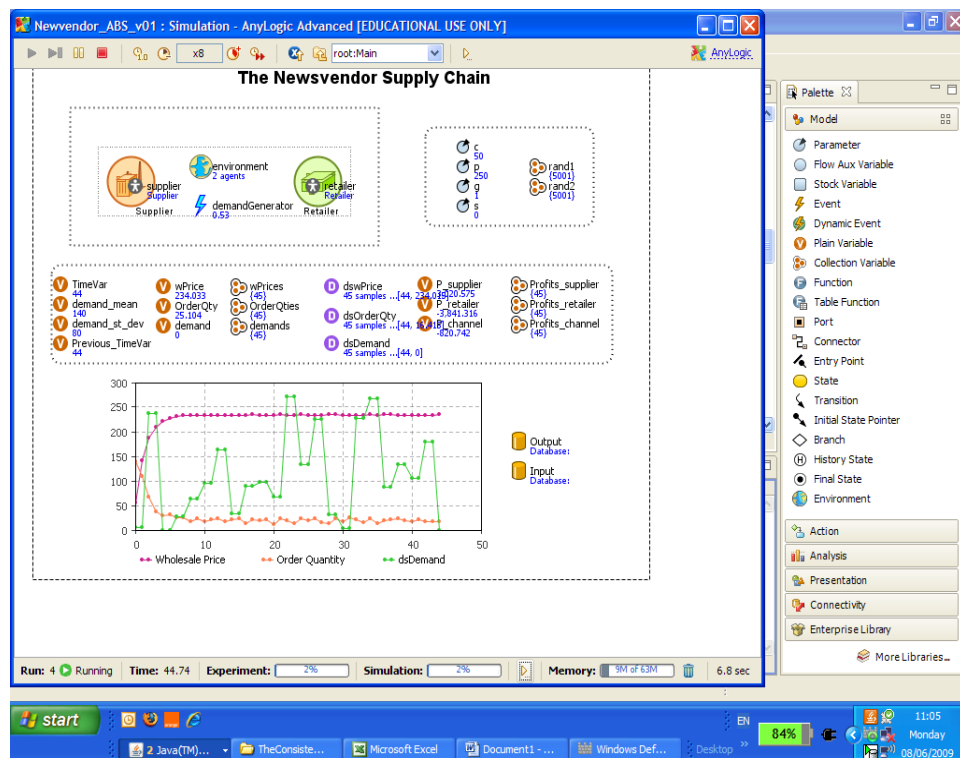 Newvendor_ABS_v01 : Simulation - AnyLogic Advanced [EDUCATIONAL USE ONLY]
x8
root:Main
AnyLogic
The Newsvendor Supply Chain
supplier
Supplier
Supplier
environment
2 agents
demandGenerator
0.53
retailer
Retailer
Retailer
c
50
p
250
g
1
s
0
rand1
{5001}
rand2
{5001}
TimeVar
44
demand_mean
140
demand_st_dev
80
Previous_TimeVar
44
wPrice
234.033
OrderQty
25.104
demand
0
wPrices
{45}
OrderQties
{45}
demands
{45}
dswPrice
45 samples ...[44, 234.033]
dsOrderQty
45 samples ...[44,
dsDemand
45 samples ...[44, 0]
P_supplier
P_retailer
-3,841.316
P_channel
-820.742
Profits_supplier
{45}
Profits_retailer
{45}
Profits_channel
{45}
300
250
200
150
100
50
0
0 10 20 30 40 50
Wholesale Price Order Quantity dsDemand
Output
Database:
Input
Database:
Run: 4 Running Time: 44.74 Experiment: 2% Simulation: 2% Memory: 9M of 63M 6.8 sec
Palette
Model
Parameter
Flow Aux Variable
Stock Variable
Event
Dynamic Event
Plain Variable
Collection Variable
Function
Table Function
Port
Connector
Entry Point
State
Transition
Initial State Pointer
Branch
History State
Final State
Environment
Action
Analysis
Presentation
Connectivity
Enterprise Library
More Libraries...
start
2 Java(TM)... TheConsiste... Microsoft Excel Document1 - ... Windows Def... Desktop
EN
84%
11:05
Monday
08/06/2009